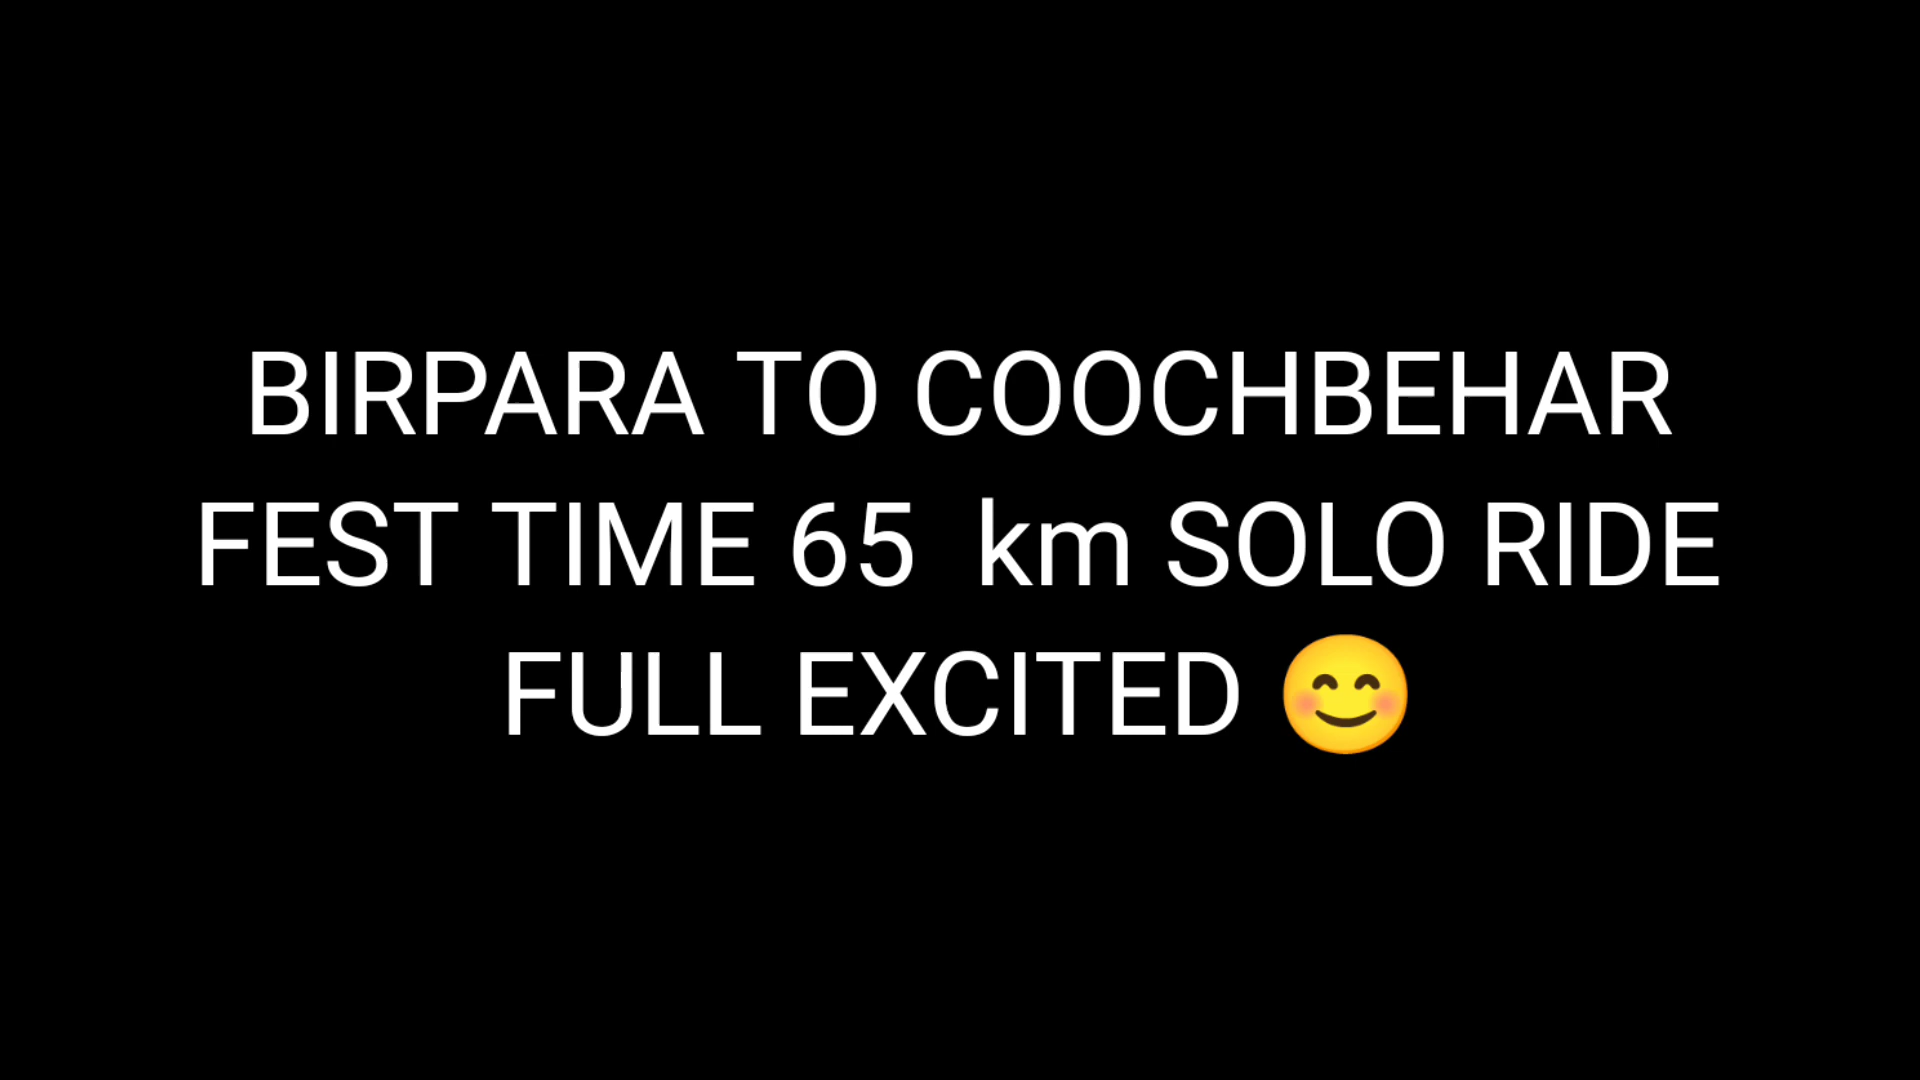 BIRPARA TO COOCHBEHAR
FEST TIME 65  km SOLO RIDE
FULL EXCITED 😊